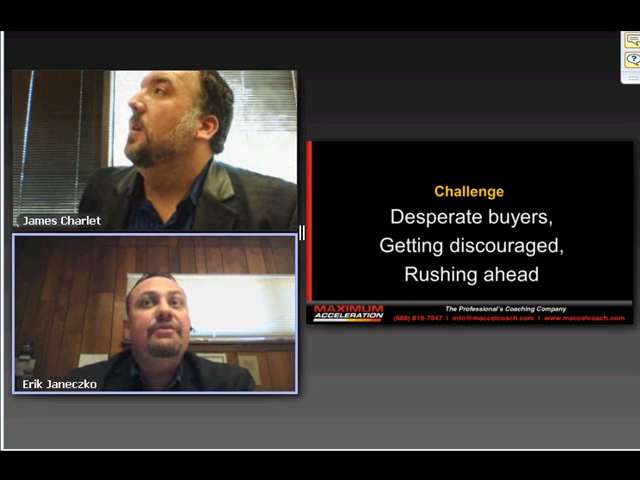 James Charlet
Erik Janeczko
Challenge
Desperate buyers,
Getting discouraged,
Rushing ahead
MAXIMUM
ACCELERATION
The Professional's Coaching Company
(888) 819-7047 | info@maccelcoach.com | www.maccelcoach.com